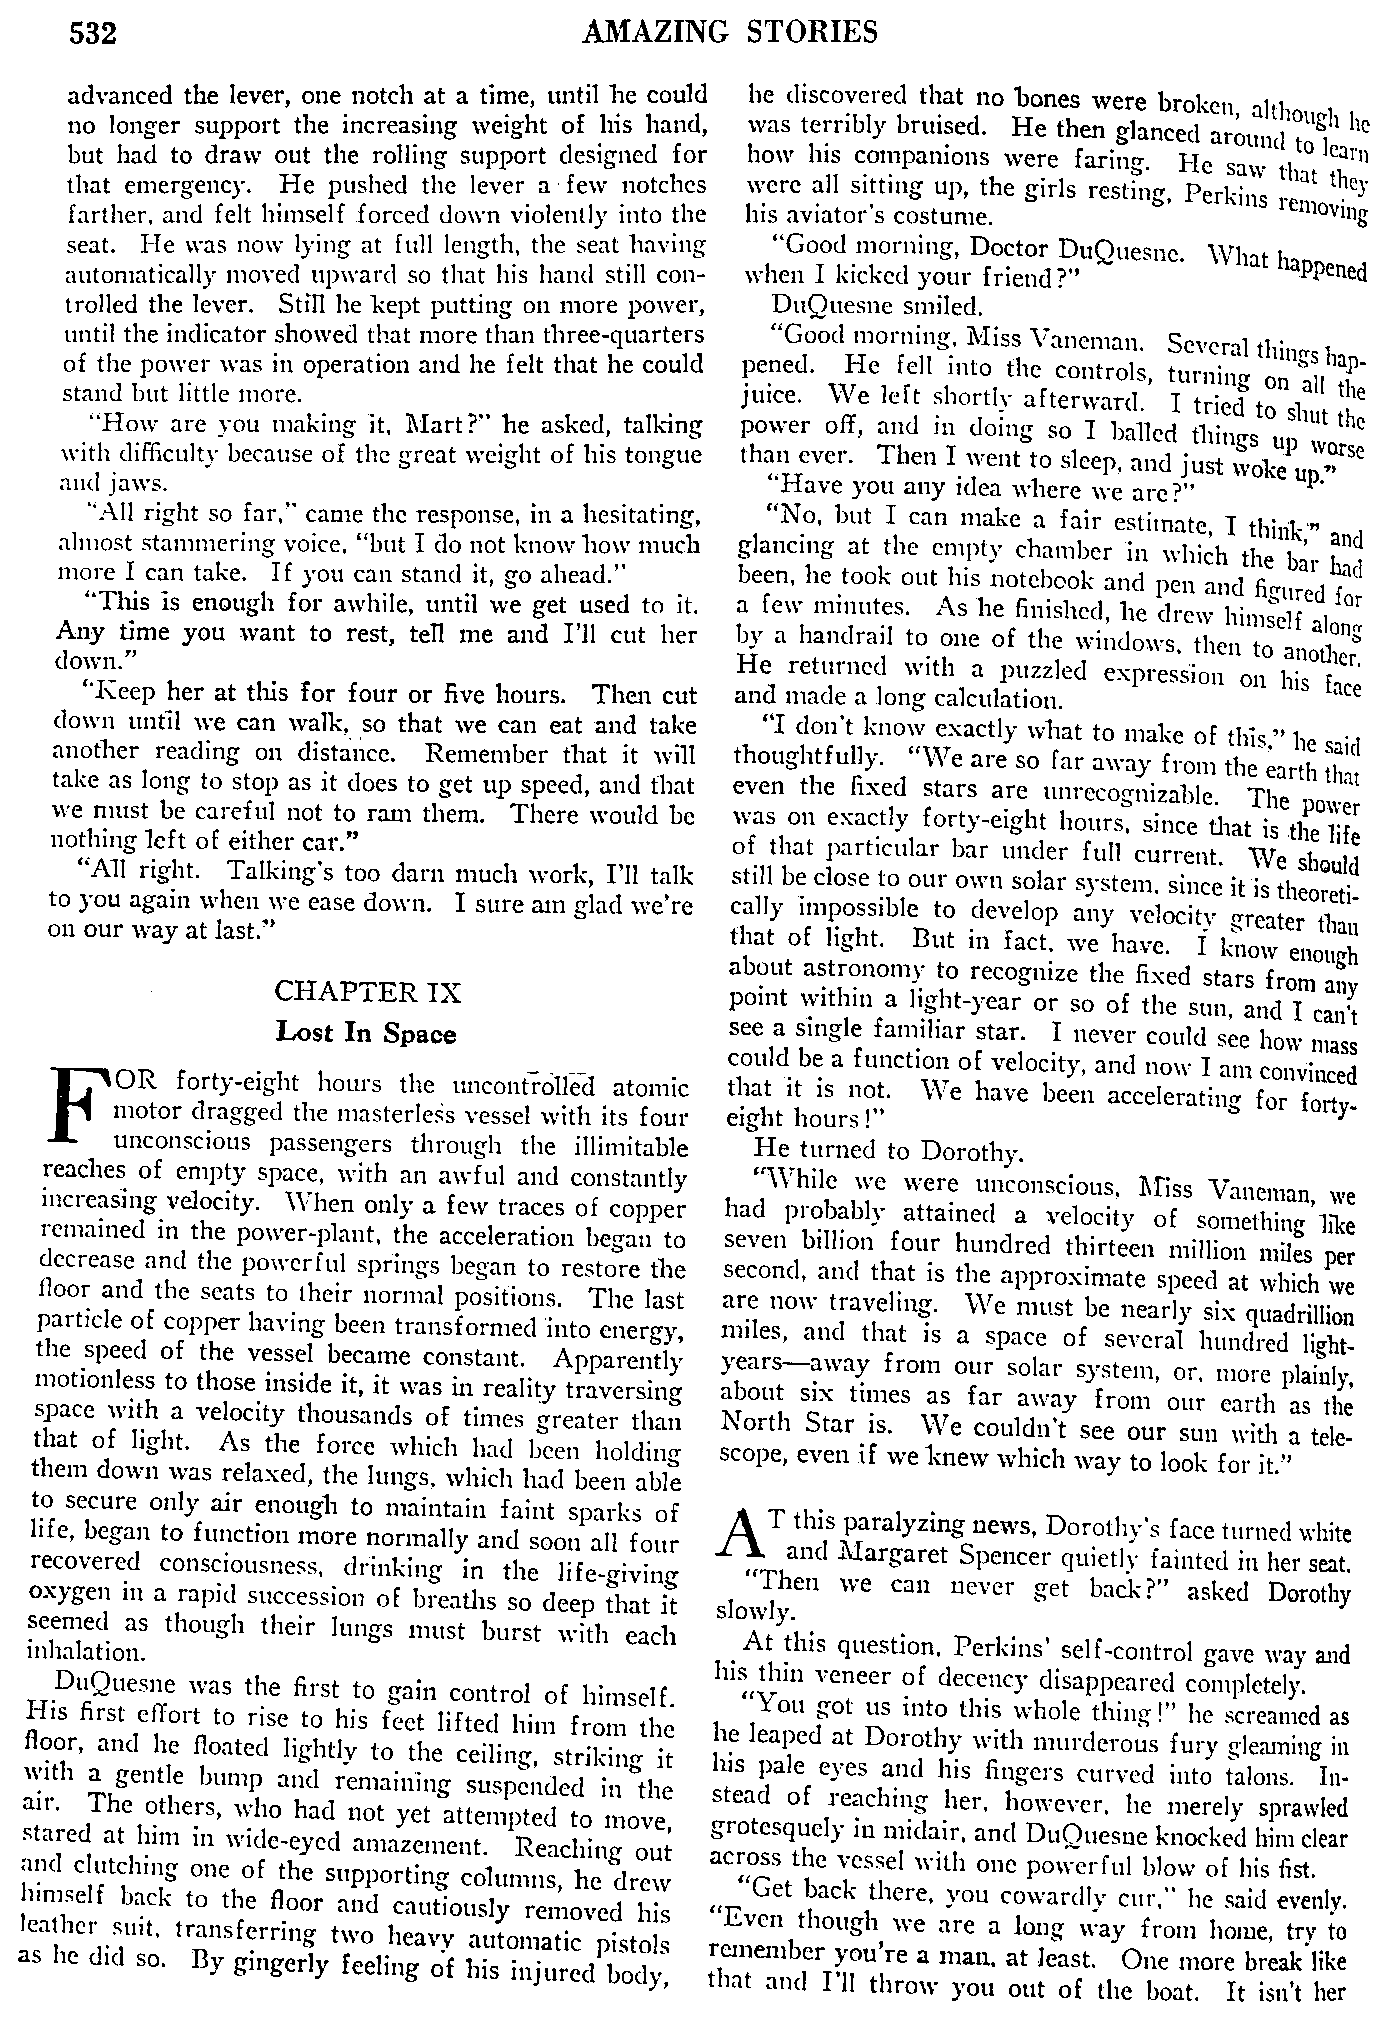 532
AMAZING STORIES
advanced the lever, one notch at a time, until he could
no longer support the increasing weight of his hand,
but had to draw out the rolling support designed for
that emergency. He pushed the lever a few notches
farther, and felt himself forced down violently into the
seat. He was now lying at full length, the seat having
automatically moved upward so that his hand still con-
trolled the lever. Still he kept putting on more power,
until the indicator showed that more than three-quarters
of the power was in operation and he felt that he could
stand but little more.
"How are you making it, Mart?" he asked, talking
with difficulty because of the great weight of his tongue
and jaws.
"All right so far," came the response, in a hesitating,
almost stammering voice, "but I do not know how much
more I can take. If you can stand it, go ahead."
"This is enough for awhile, until we get used to it.
Any time you want to rest, tell me and I'll cut her
down."
"Keep her at this for four or five hours. Then cut
down until we can walk, so that we can eat and take
another reading on distance. Remember that it will
take as long to stop as it does to get up speed, and that
we must be careful not to ram them. There would be
nothing left of either car."
"All right. Talking's too darn much work, I'll talk
to you again when we ease down. I sure am glad we're
on our way at last."
CHAPTER IX
Lost In Space
FOR forty-eight hours the uncontrolled atomic
motor dragged the masterless vessel with its four
unconscious passengers through the illimitable
reaches of empty space, with an awful and constantly
increasing velocity. When only a few traces of copper
remained in the power-plant, the acceleration began to
decrease and the powerful springs began to restore the
floor and the seats to their normal positions. The last
particle of copper having been transformed into energy,
the speed of the vessel became constant. Apparently
motionless to those inside it, it was in reality traversing
space with a velocity thousands of times greater than
that of light. As the force which had been holding
them down was relaxed, the lungs, which had been able
to secure only air enough to maintain faint sparks of
life, began to function more normally and soon all four
recovered consciousness, drinking in the life-giving
oxygen in a rapid succession of breaths so deep that it
seemed as though their lungs must burst with each
inhalation.
DuQuesne was the first to gain control of himself.
His first effort to rise to his feet lifted him from the
floor, and he floated lightly to the ceiling, striking it
with a gentle bump and remaining suspended in the
air. The others, who had not yet attempted to move,
stared at him in wide-eyed amazement. Reaching out
and clutching one of the supporting columns, he drew
himself back to the floor and cautiously removed his
leather suit, transferring two heavy automatic pistols
as he did so. By gingerly feeling of his injured body,
he discovered that no bones were broken, although he
was terribly bruised. He then glanced around to learn
how his companions were faring. He saw that they
were all sitting up, the girls resting, Perkins removing
his aviator's costume.
"Good morning, Doctor DuQuesne. What happened
when I kicked your friend?"
DuQuesne smiled.
"Good morning, Miss Vaneman. Several things hap-
pened. He fell into the controls, turning on all the
juice. We left shortly afterward. I tried to shut the
power off, and in doing so I balled things up worse
than ever. Then I went to sleep, and just woke up."
"Have you any idea where we are?"
"No, but I can make a fair estimate, I think," and
glancing at the empty chamber in which the bar had
been, he took out his notebook and pen and figured for
a few minutes. As he finished, he drew himself along
by a handrail to one of the windows, then to another.
He returned with a puzzled expression on his face
and made a long calculation.
"I don't know exactly what to make of this," he said
thoughtfully. "We are so far away from the earth that
even the fixed stars are unrecognizable. The power
was on exactly forty-eight hours, since that is the life
of that particular bar under full current. We should
still be close to our own solar system, since it is theoreti-
cally impossible to develop any velocity greater than
that of light. But in fact, we have. I know enough
about astronomy to recognize the fixed stars from any
point within a light-year or so of the sun, and I can't
see a single familiar star. I never could see how mass
could be a function of velocity, and now I am convinced
that it is not. We have been accelerating for forty-
eight hours!"
He turned to Dorothy.
"While we were unconscious, Miss Vaneman, we
had probably attained a velocity of something like
seven billion four hundred thirteen million miles per
second, and that is the approximate speed at which we
are now traveling. We must be nearly six quadrillion
miles, and that is a space of several hundred light-
years—away from our solar system, or, more plainly,
about six times as far away from our earth as the
North Star is. We couldn't see our sun with a tele-
scope, even if we knew which way to look for it."
AT this paralyzing news, Dorothy's face turned white
and Margaret Spencer quietly fainted in her seat.
"Then we can never get back?" asked Dorothy
slowly.
At this question, Perkins' self-control gave way and
his thin veneer of decency disappeared completely.
"You got us into this whole thing!" he screamed as
he leaped at Dorothy with murderous fury gleaming in
his pale eyes and his fingers curved into talons. In-
stead of reaching her, however, he merely sprawled
grotesquely in midair, and DuQuesne knocked him clear
across the vessel with one powerful blow of his fist.
"Get back there, you cowardly cur," he said evenly.
"Even though we are a long way from home, try to
remember you're a man, at least. One more break like
that and I'll throw you out of the boat. It isn't her